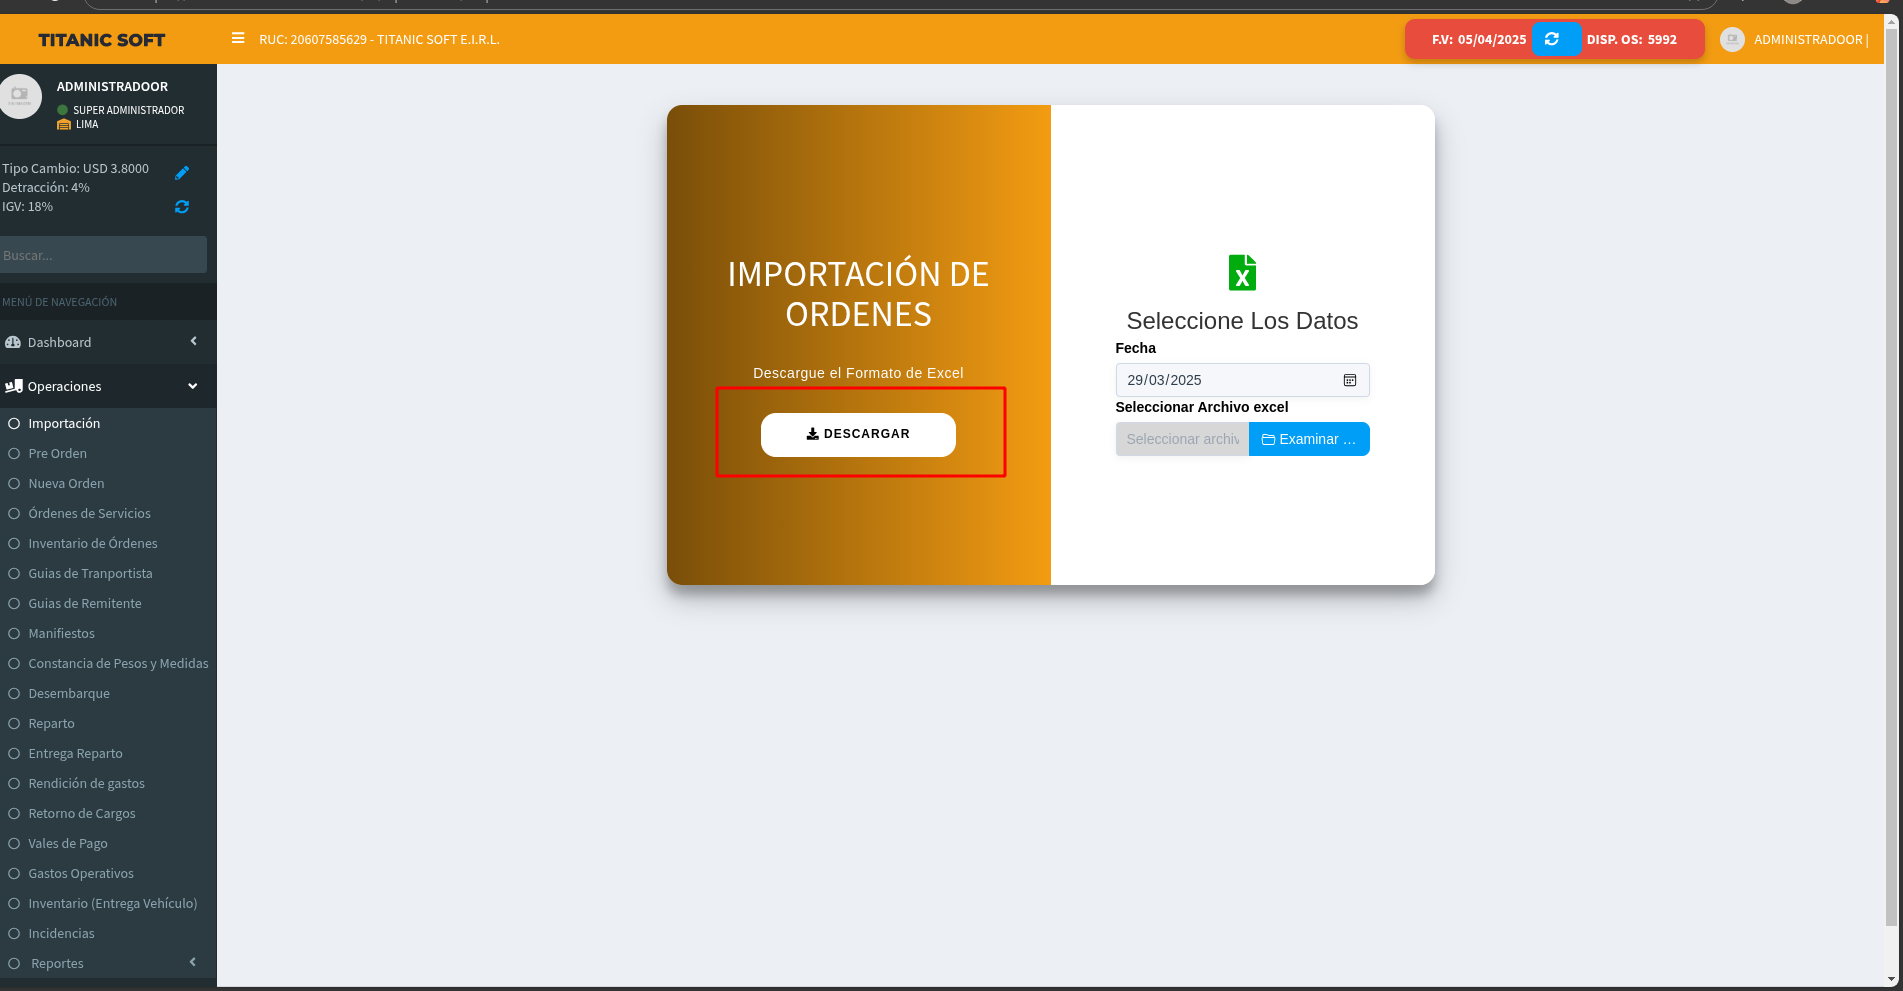 TITANIC SOFT
RUC: 20607585629 - TITANIC SOFT E.I.R.L.
F.V: 05/04/2025
DISP. OS: 5992
ADMINISTRADOOR |
ADMINISTRADOOR
SUPER ADMINISTRADOR
LIMA
Tipo Cambio: USD 3.8000
Detracción: 4%
IGV: 18%
Buscar...
MENÚ DE NAVEGACIÓN
Dashboard
Operaciones
Importación
Pre Orden
Nueva Orden
Órdenes de Servicios
Inventario de Órdenes
Guias de Tranportista
Guias de Remitente
Manifiestos
Constancia de Pesos y Medidas
Desembarque
Reparto
Entrega Reparto
Rendición de gastos
Retorno de Cargos
Vales de Pago
Gastos Operativos
Inventario (Entrega Vehículo)
Incidencias
Reportes
IMPORTACIÓN DE
ORDENES
Descargue el Formato de Excel
DESCARGAR
Seleccione Los Datos
Fecha
29/03/2025
Seleccionar Archivo excel
Seleccionar archiv
Examinar ...